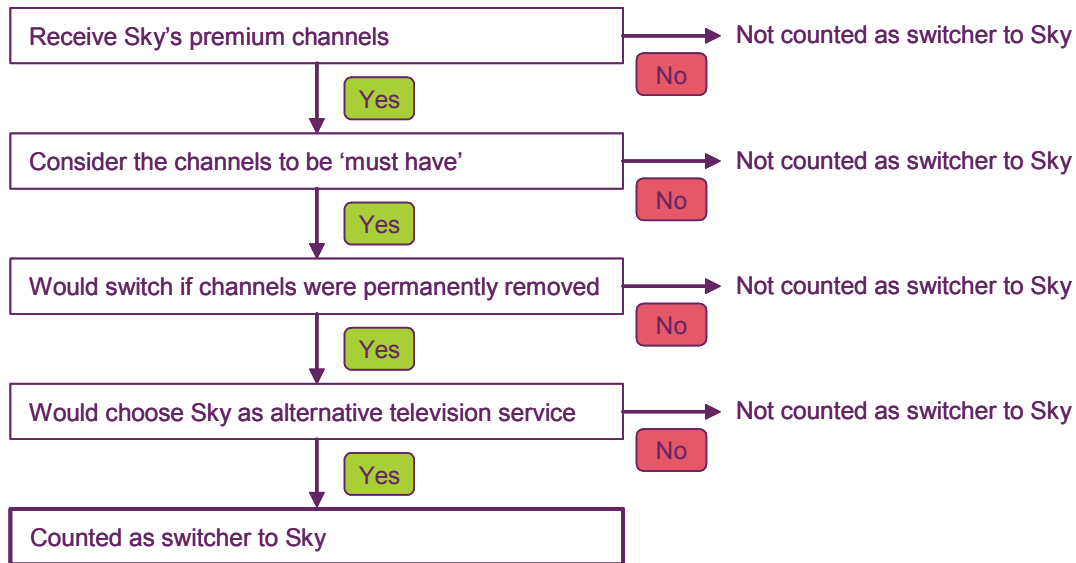 Receive Sky's premium channels
Not counted as switcher to Sky
No
Yes
Consider the channels to be 'must have'
Not counted as switcher to Sky
No
Yes
Would switch if channels were permanently removed
Not counted as switcher to Sky
No
Yes
Would choose Sky as alternative television service
Not counted as switcher to Sky
No
Yes
Counted as switcher to Sky